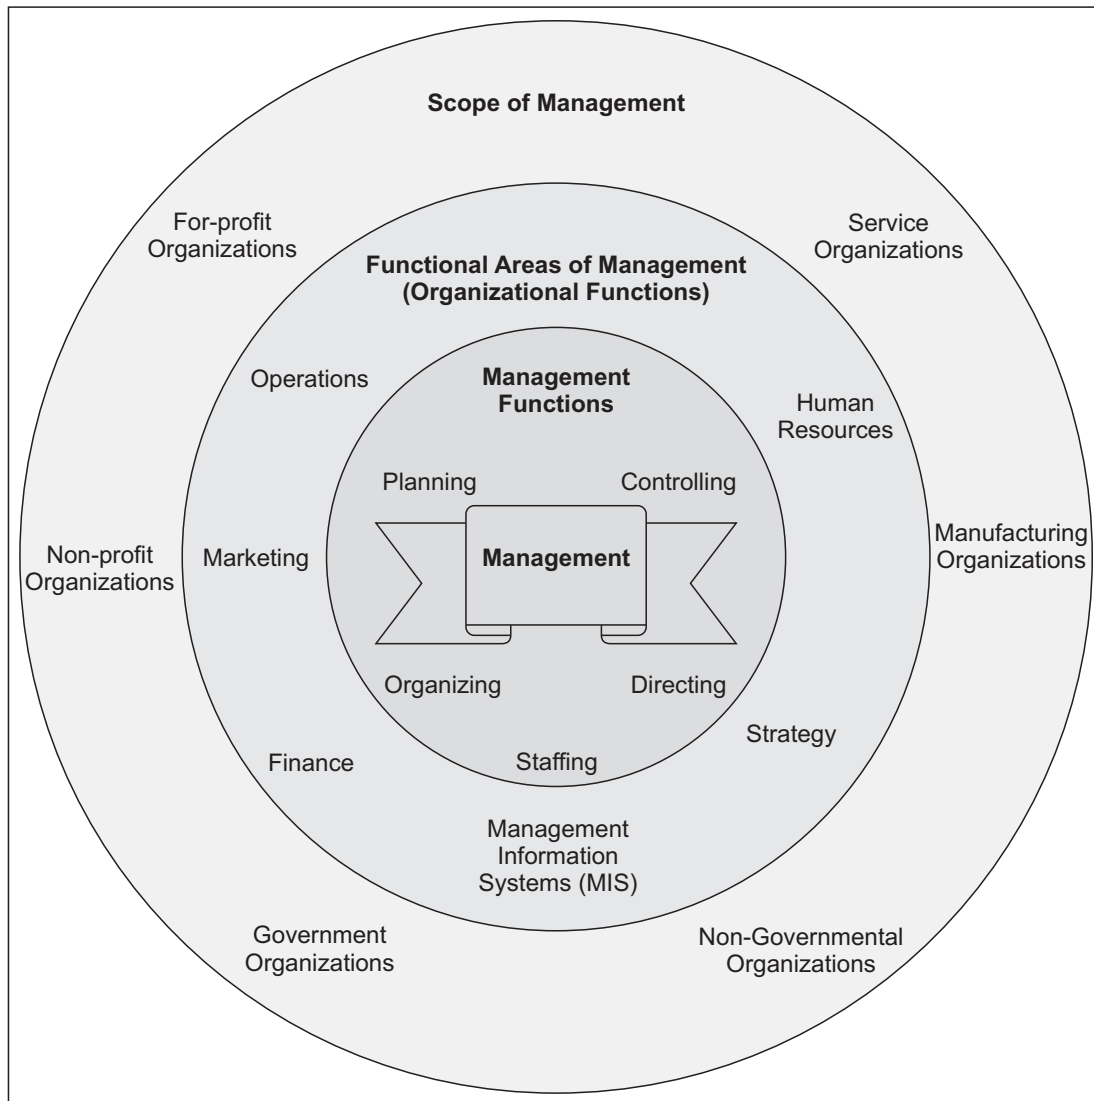 Scope of Management
For-profit
Organizations
Service
Organizations
Functional Areas of Management
(Organizational Functions)
Operations
Management
Functions
Human
Resources
Planning
Controlling
Non-profit
Organizations
Marketing
Management
Manufacturing
Organizations
Organizing
Directing
Strategy
Finance
Staffing
Management
Information
Systems (MIS)
Government
Organizations
Non-Governmental
Organizations